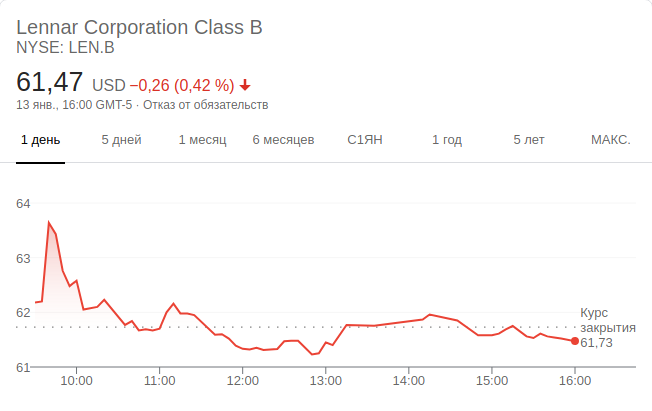 Lennar Corporation Class B
NYSE: LEN.B
61,47 USD −0,26 (0,42 %)
13 янв., 16:00 GMT-5 · Отказ от обязательств
1 день 5 дней 1 месяц 6 месяцев С1ЯН 1 год 5 лет МАКС.
64
63
62
61
Курс
закрытия
61,73
10:00 11:00 12:00 13:00 14:00 15:00 16:00